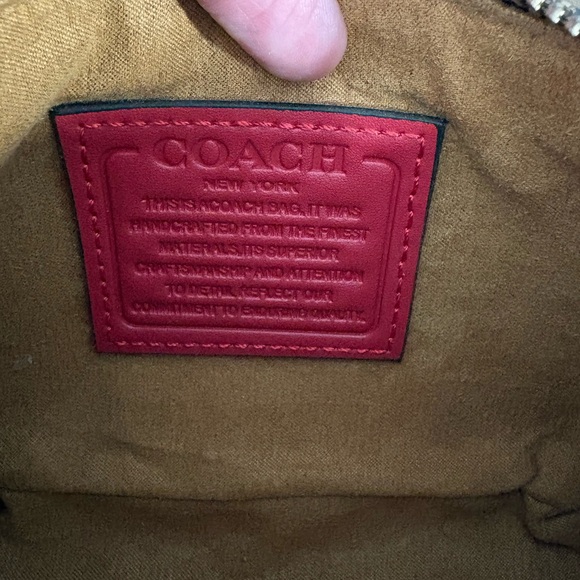 COACH
NEW YORK
THIS IS A COACH BAG. IT WAS
HANDCRAFTED FROM THE FINEST
MATERIALS. ITS SUPERIOR
CRAFTSMANSHIP AND ATTENTION
TO DETAIL REFLECT OUR
COMMITMENT TO ENDURING QUALITY.